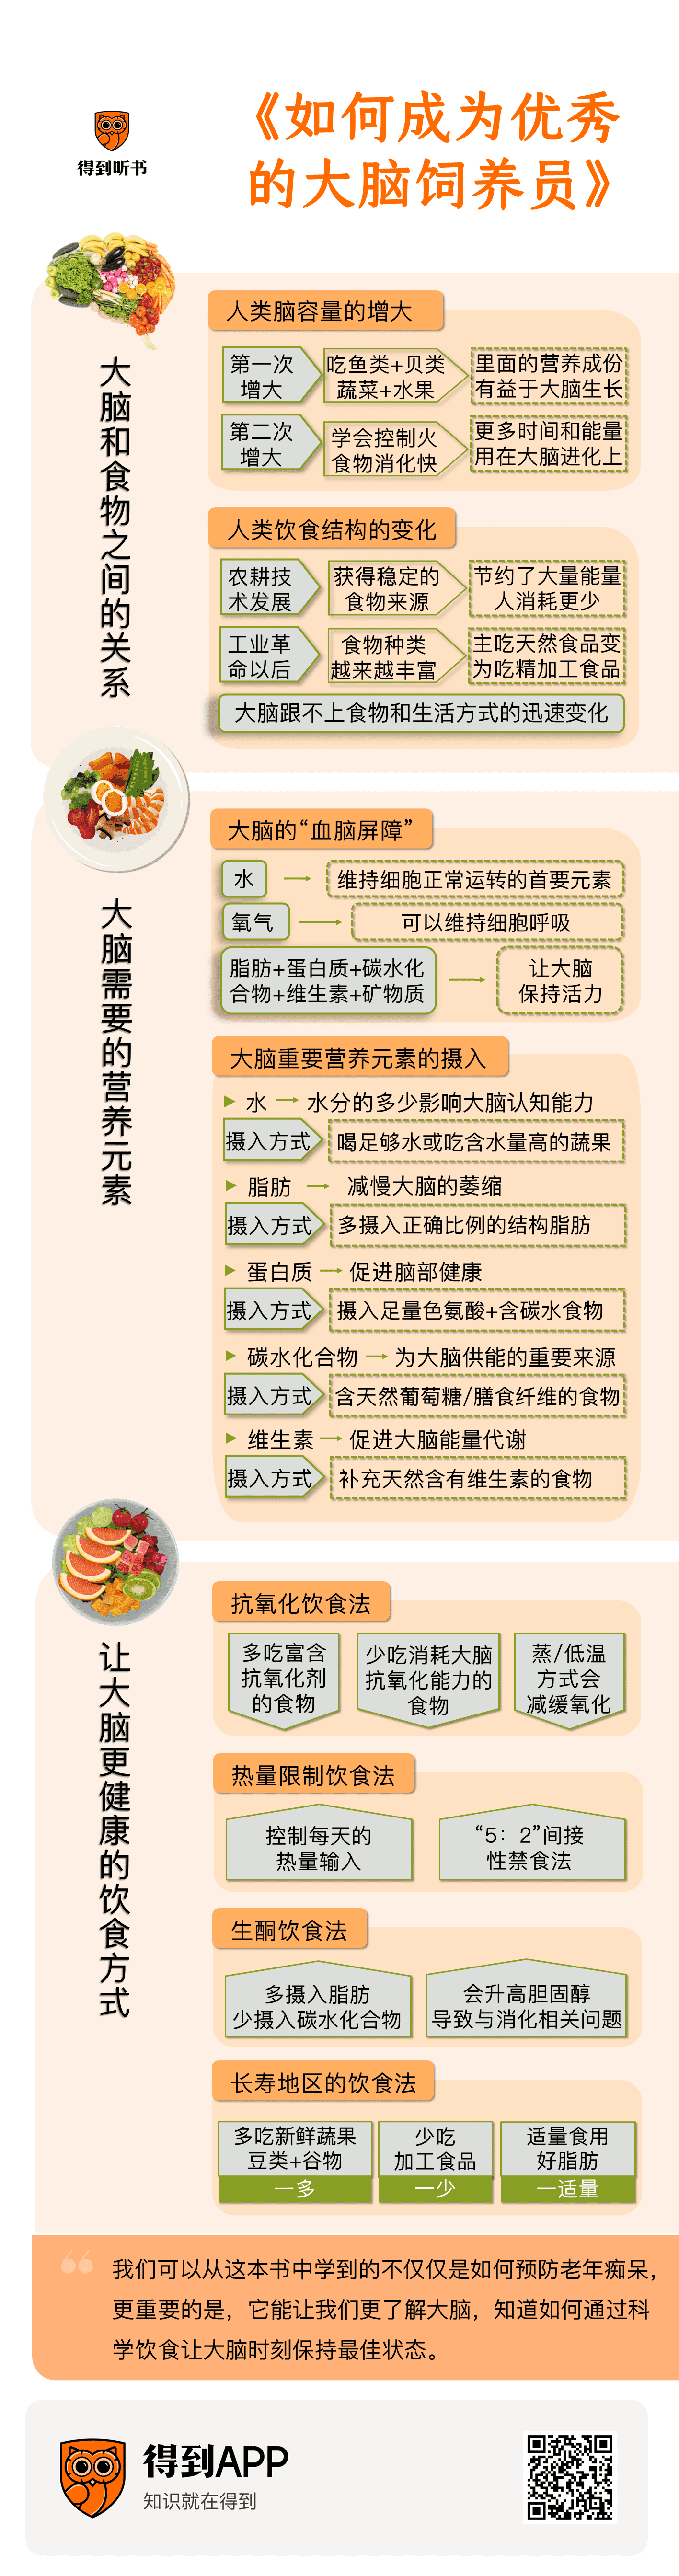 《如何成为优秀
的大脑饲养员》
得到听书
大脑和食物之间的关系
人类脑容量的增大
第一次
增大
吃鱼类+贝类
蔬菜+水果
里面的营养成份
有益于大脑生长
第二次
增大
学会控制火
食物消化快
更多时间和能量
用在大脑进化上
人类饮食结构的变化
农耕技
术发展
获得稳定的
食物来源
节约了大量能量
人消耗更少
工业革
命以后
食物种类
越来越丰富
主吃天然食品变
为吃精加工食品
大脑跟不上食物和生活方式的迅速变化
大脑需要的营养元素
大脑的“血脑屏障”
水
维持细胞正常运转的首要元素
氧气
可以维持细胞呼吸
脂肪+蛋白质+碳水化
合物+维生素+矿物质
让大脑
保持活力
大脑重要营养元素的摄入
水
水分的多少影响大脑认知能力
摄入方式
喝足够水或吃含水量高的蔬果
脂肪
减慢大脑的萎缩
摄入方式
多摄入正确比例的结构脂肪
蛋白质
促进脑部健康
摄入方式
摄入足量色氨酸+含碳水食物
碳水化合物
为大脑供能的重要来源
摄入方式
含天然葡萄糖/膳食纤维的食物
维生素
促进大脑能量代谢
摄入方式
补充天然含有维生素的食物
让大脑更健康的饮食方式
抗氧化饮食法
多吃富含
抗氧化剂
的食物
少吃消耗大脑
抗氧化能力的
食物
蒸/低温
方式会
减缓氧化
热量限制饮食法
控制每天的
热量输入
“5：2”间接
性禁食法
生酮饮食法
多摄入脂肪
少摄入碳水化合物
会升高胆固醇
导致与消化相关问题
长寿地区的饮食法
多吃新鲜蔬果
豆类+谷物
一多
少吃
加工食品
一少
适量食用
好脂肪
一适量
我们可以从这本书中学到的不仅仅是如何预防老年痴呆，
更重要的是，它能让我们更了解大脑，知道如何通过科
学饮食让大脑时刻保持最佳状态。
得到APP
知识就在得到